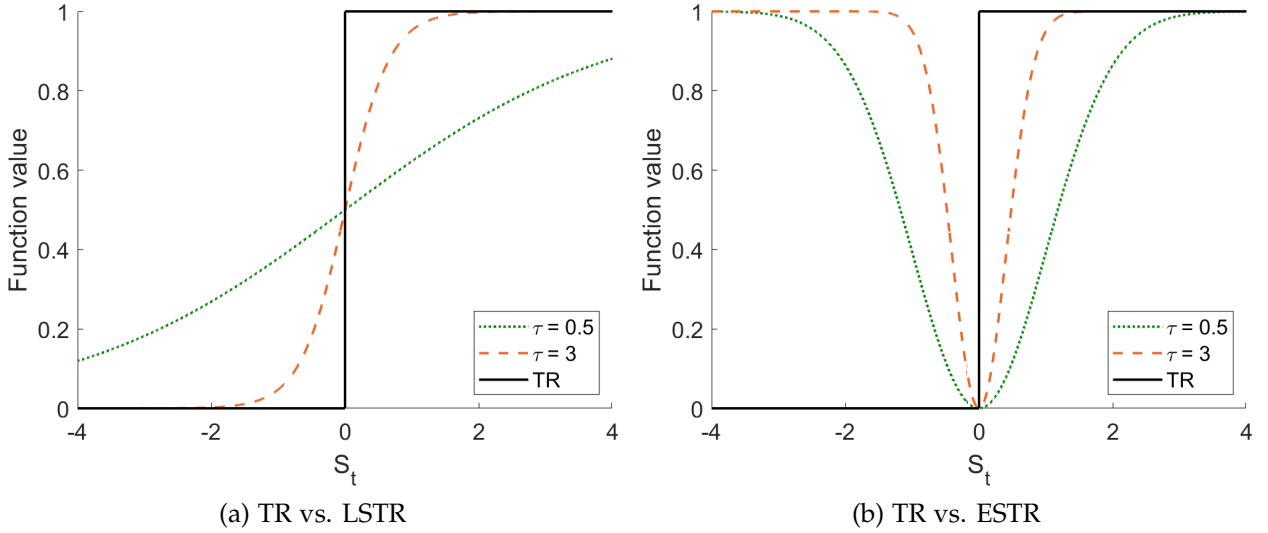 Function value
1
0.8
0.6
0.4
0.2
0
-4
-2
0
2
4
S_t
τ = 0.5
τ = 3
TR
(a) TR vs. LSTR
Function value
1
0.8
0.6
0.4
0.2
0
-4
-2
0
2
4
S_t
τ = 0.5
τ = 3
TR
(b) TR vs. ESTR